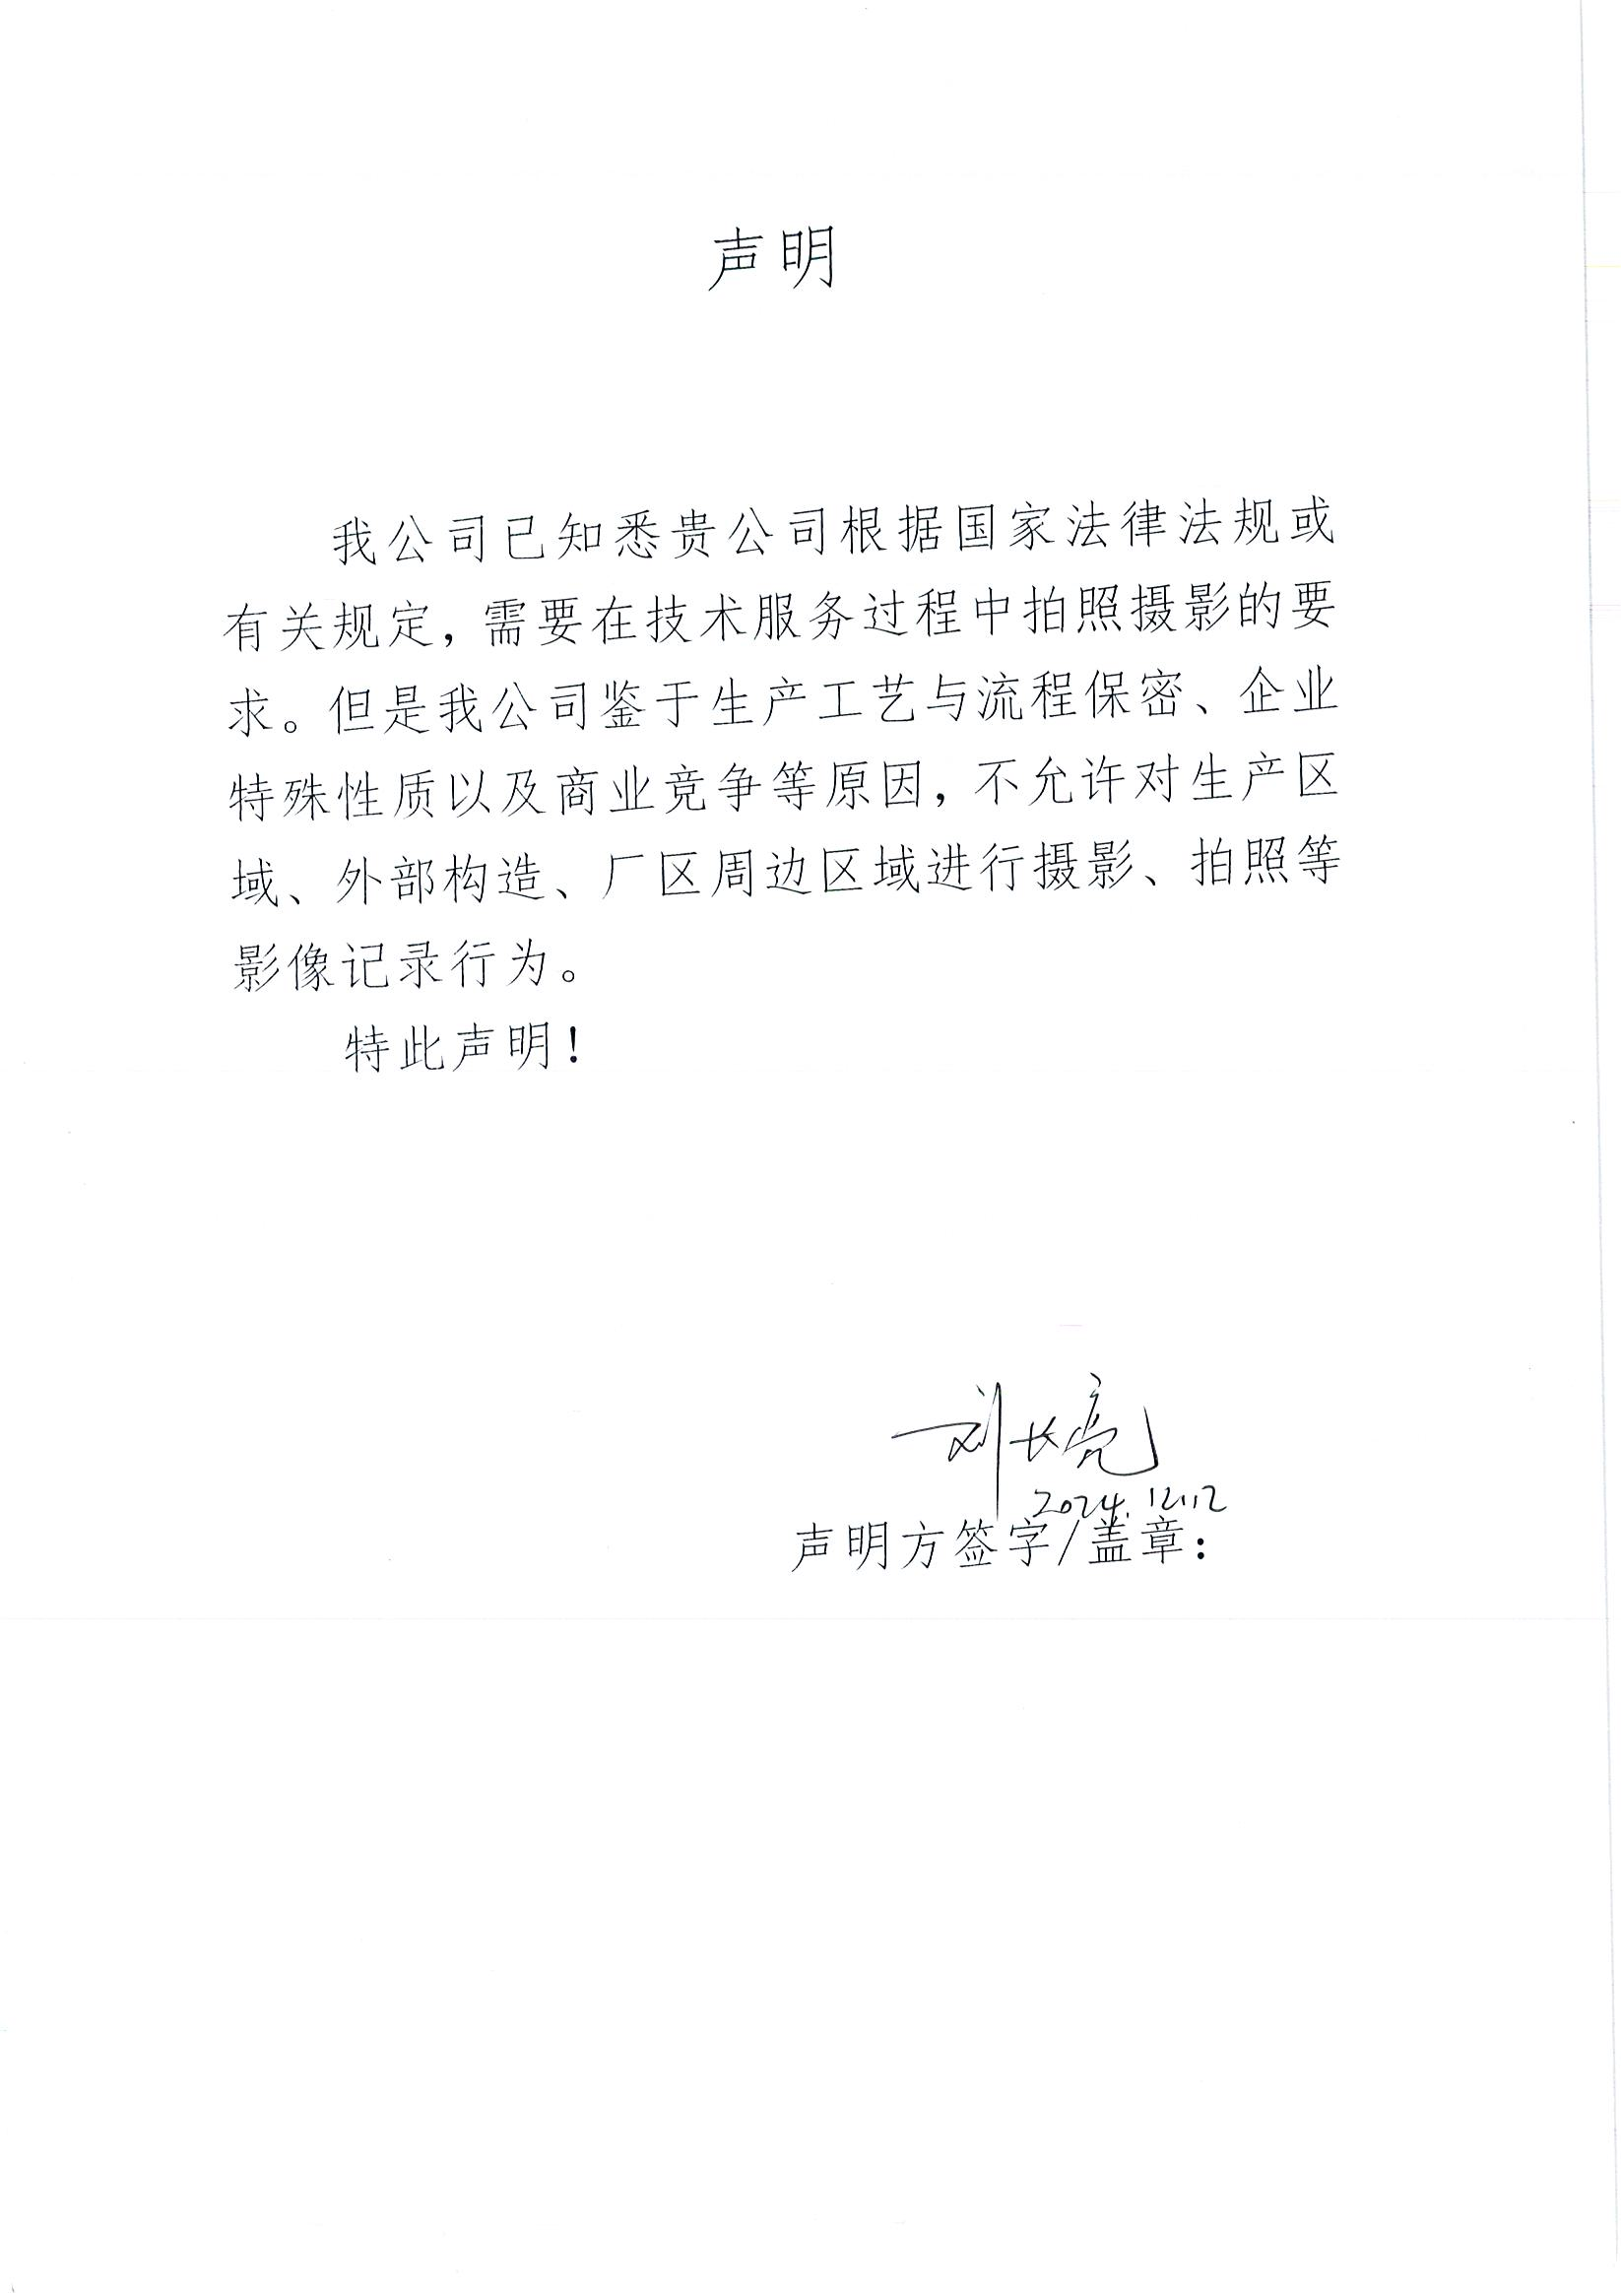 声明
我公司已知悉贵公司根据国家法律法规或
有关规定，需要在技术服务过程中拍照摄影的要
求。但是我公司鉴于生产工艺与流程保密、企业
特殊性质以及商业竞争等原因，不允许对生产区
域、外部构造、厂区周边区域进行摄影、拍照等
影像记录行为。
特此声明！
刘长亮
2024.12.12
声明方签字/盖章：